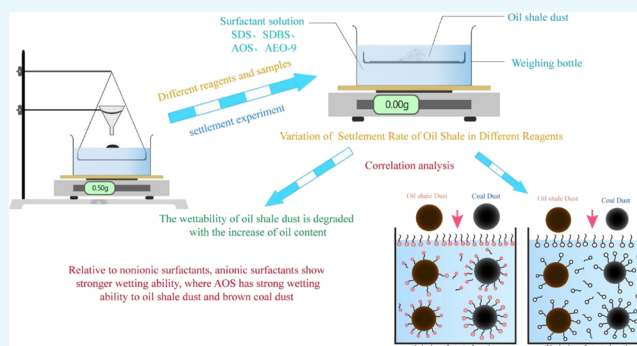 Surfactant solution
SDS、SDBS、
AOS、AEO-9
Oil shale dust
Weighing bottle
Different reagents and samples
settlement experiment
0.00g
0.50g
Variation of Settlement Rate of Oil Shale in Different Reagents
Correlation analysis
The wettability of oil shale dust is degraded
with the increase of oil content
Relative to nonionic surfactants, anionic surfactants show
stronger wetting ability, where AOS has strong wetting
ability to oil shale dust and brown coal dust
Oil shale Dust
Coal Dust
Oil shale Dust
Coal Dust